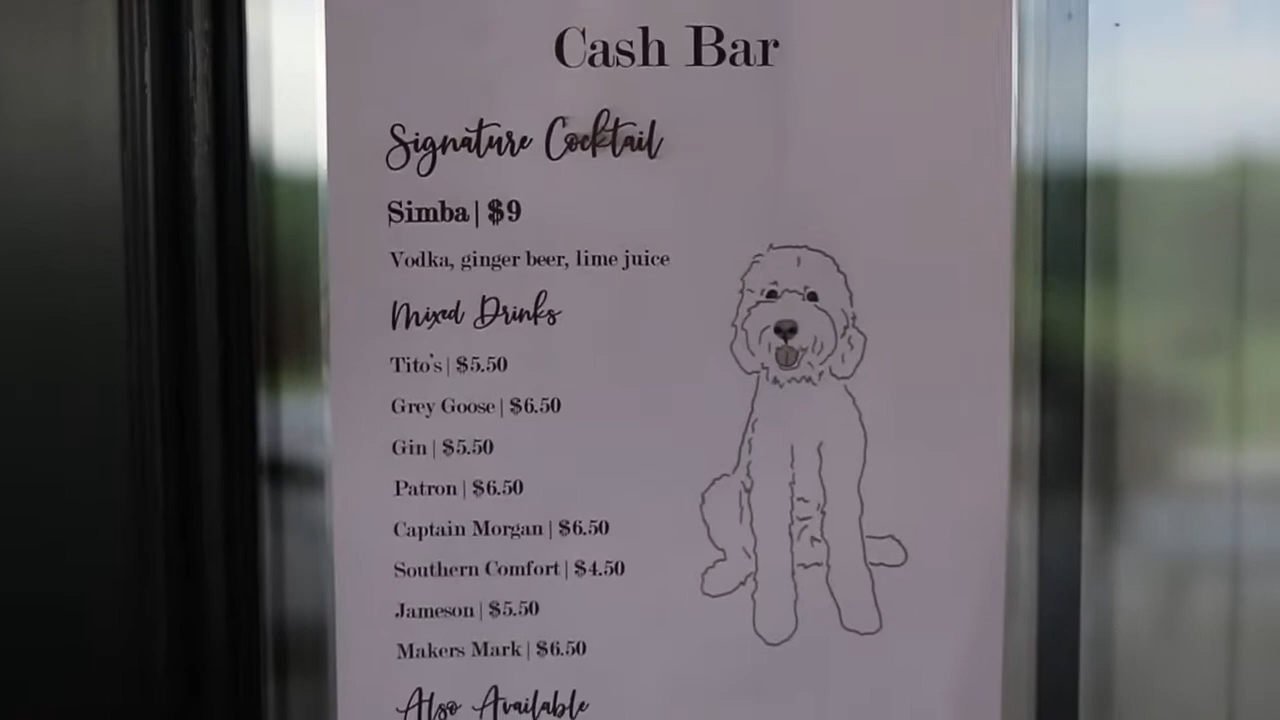 Cash Bar
Signature Cocktail
Simba | $9
Vodka, ginger beer, lime juice
Mixed Drinks
Tito's | $5.50
Grey Goose | $6.50
Gin | $5.50
Patron | $6.50
Captain Morgan | $6.50
Southern Comfort | $4.50
Jameson | $5.50
Makers Mark | $6.50
Also Available